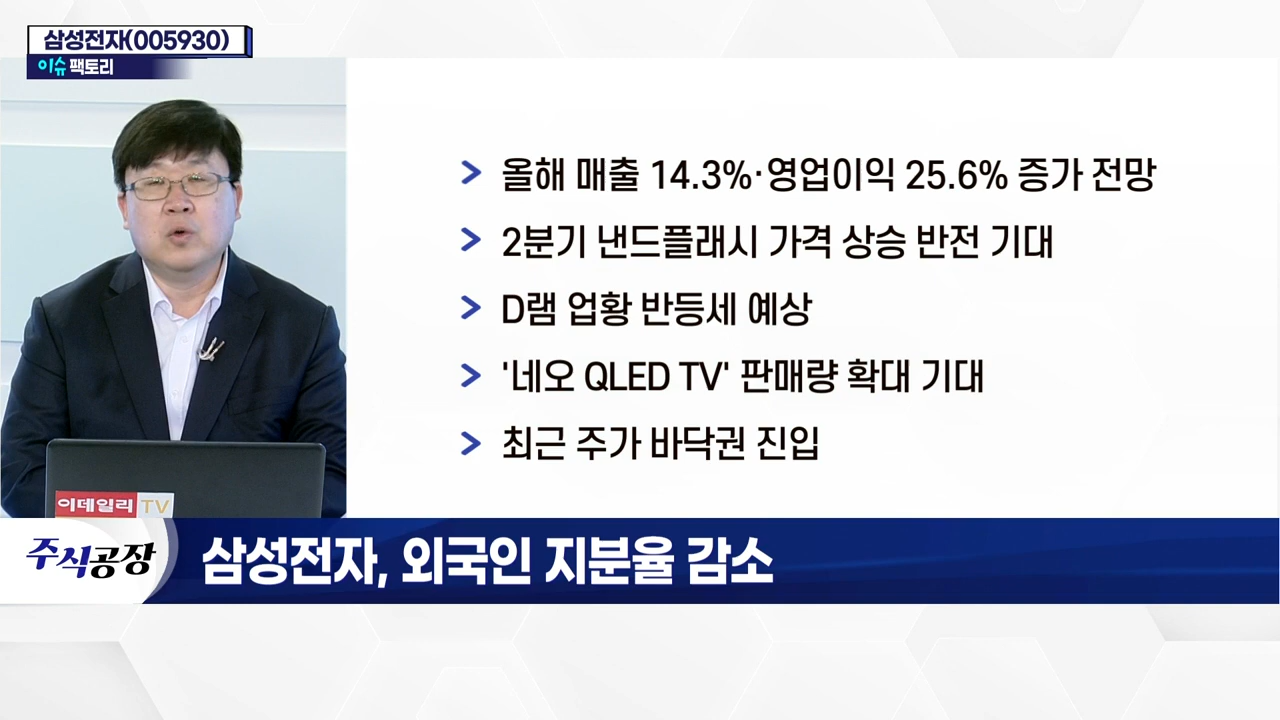 삼성전자(005930)
이슈 팩토리
> 올해 매출 14.3%·영업이익 25.6% 증가 전망
> 2분기 낸드플래시 가격 상승 반전 기대
> D램 업황 반등세 예상
> '네오 QLED TV' 판매량 확대 기대
> 최근 주가 바닥권 진입
이데일리 TV
주식공장
삼성전자, 외국인 지분율 감소